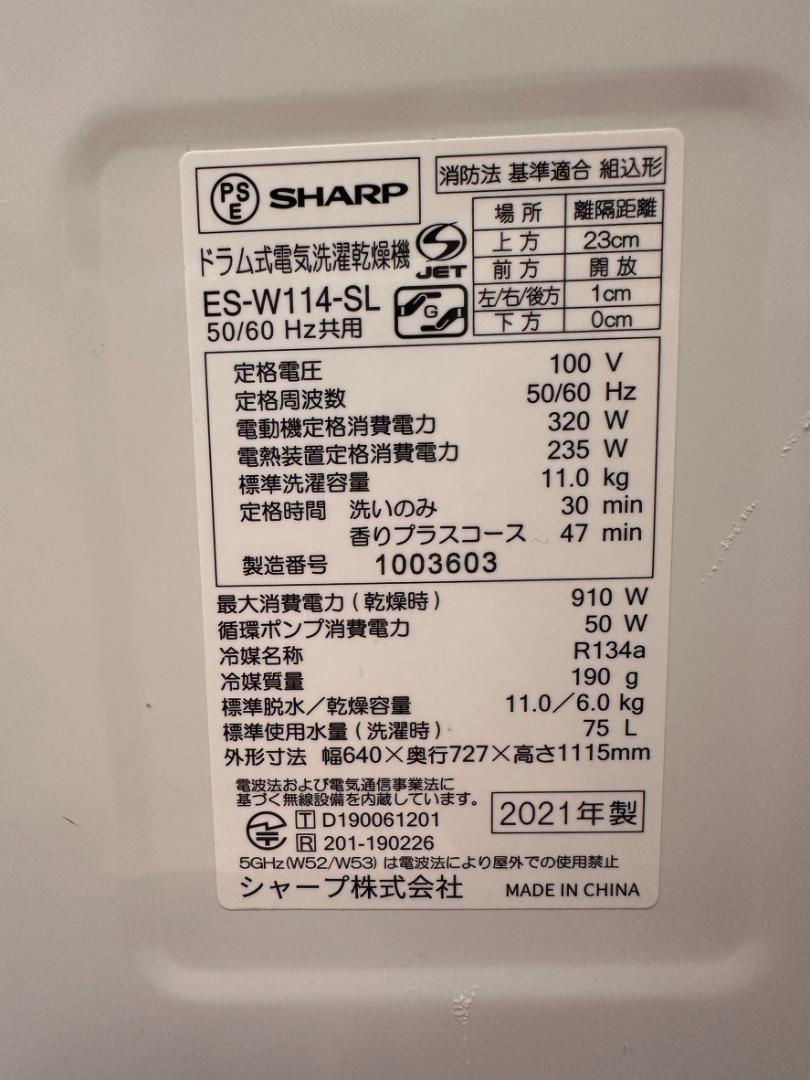 PSE SHARP
消防法 基準適合 組込形
場所 離隔距離
上方 23cm
前方 開放
左/右/後方 1cm
下方 0cm
ドラム式電気洗濯乾燥機
S JET
ES-W114-SL
G
50/60 Hz共用
定格電圧 100 V
定格周波数 50/60 Hz
電動機定格消費電力 320 W
電熱装置定格消費電力 235 W
標準洗濯容量 11.0 kg
定格時間 洗いのみ 30 min
香りプラスコース 47 min
製造番号 1003603
最大消費電力(乾燥時) 910 W
循環ポンプ消費電力 50 W
冷媒名称 R134a
冷媒質量 190 g
標準脱水/乾燥容量 11.0/6.0 kg
標準使用水量(洗濯時) 75 L
外形寸法 幅640×奥行727×高さ1115mm
電波法および電気通信事業法に
基づく無線設備を内蔵しています。
T D190061201
R 201-190226
2021年製
5GHz(W52/W53)は電波法により屋外での使用禁止
シャープ株式会社 MADE IN CHINA